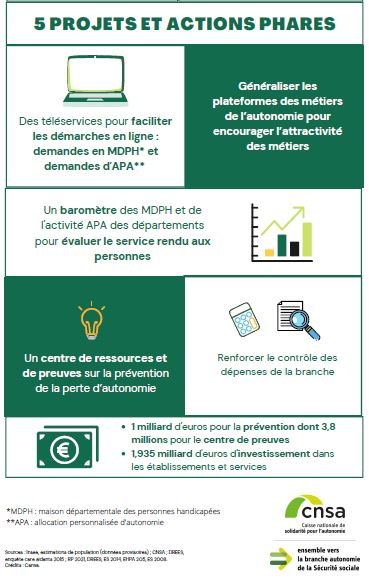 5 PROJETS ET ACTIONS PHARES
Des téléservices pour faciliter
les démarches en ligne :
demandes en MDPH* et
demandes d'APA**
Généraliser les
plateformes des métiers
de l'autonomie pour
encourager l'attractivité
des métiers
Un baromètre des MDPH et de
l'activité APA des départements
pour évaluer le service rendu aux
personnes
Un centre de ressources et
de preuves sur la prévention
de la perte d'autonomie
Renforcer le contrôle des
dépenses de la branche
• 1 milliard d'euros pour la prévention dont 3,8
millions pour le centre de preuves
• 1,935 milliard d'euros d'investissement dans
les établissements et services
*MDPH : maison départementale des personnes handicapées
**APA : allocation personnalisée d'autonomie
cnsa
Caisse nationale de
solidarité pour l'autonomie
Sources : Insee, estimations de population (données provisoires) ; CNSA ; DREES,
enquête care aidants 2015 ; RP 2021, DREES, ES 2014, EHPA 2015, ES 2008.
Crédits : Canva.
ensemble vers
la branche autonomie
de la Sécurité sociale